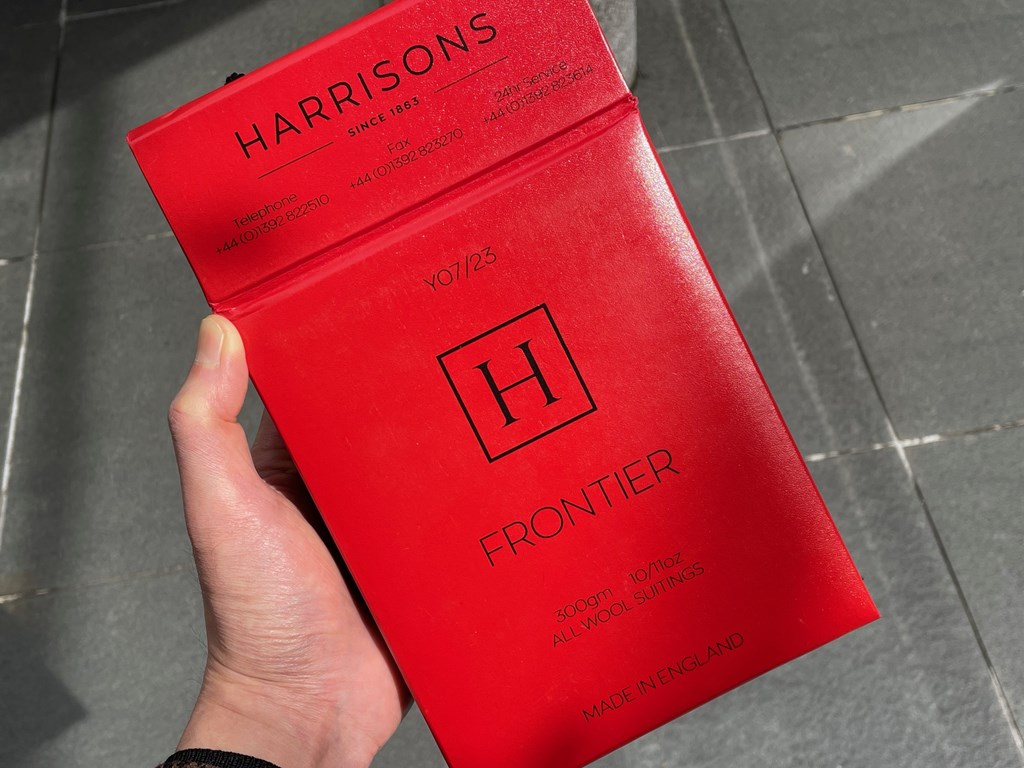 HARRISONS
SINCE 1863
Telephone
+44 (0)1392 822510
Fax
+44 (0)1392 823270
24hr Service
+44 (0)1392 823614
Y07/23
H
FRONTIER
300gm 10/11oz
ALL WOOL SUITINGS
MADE IN ENGLAND